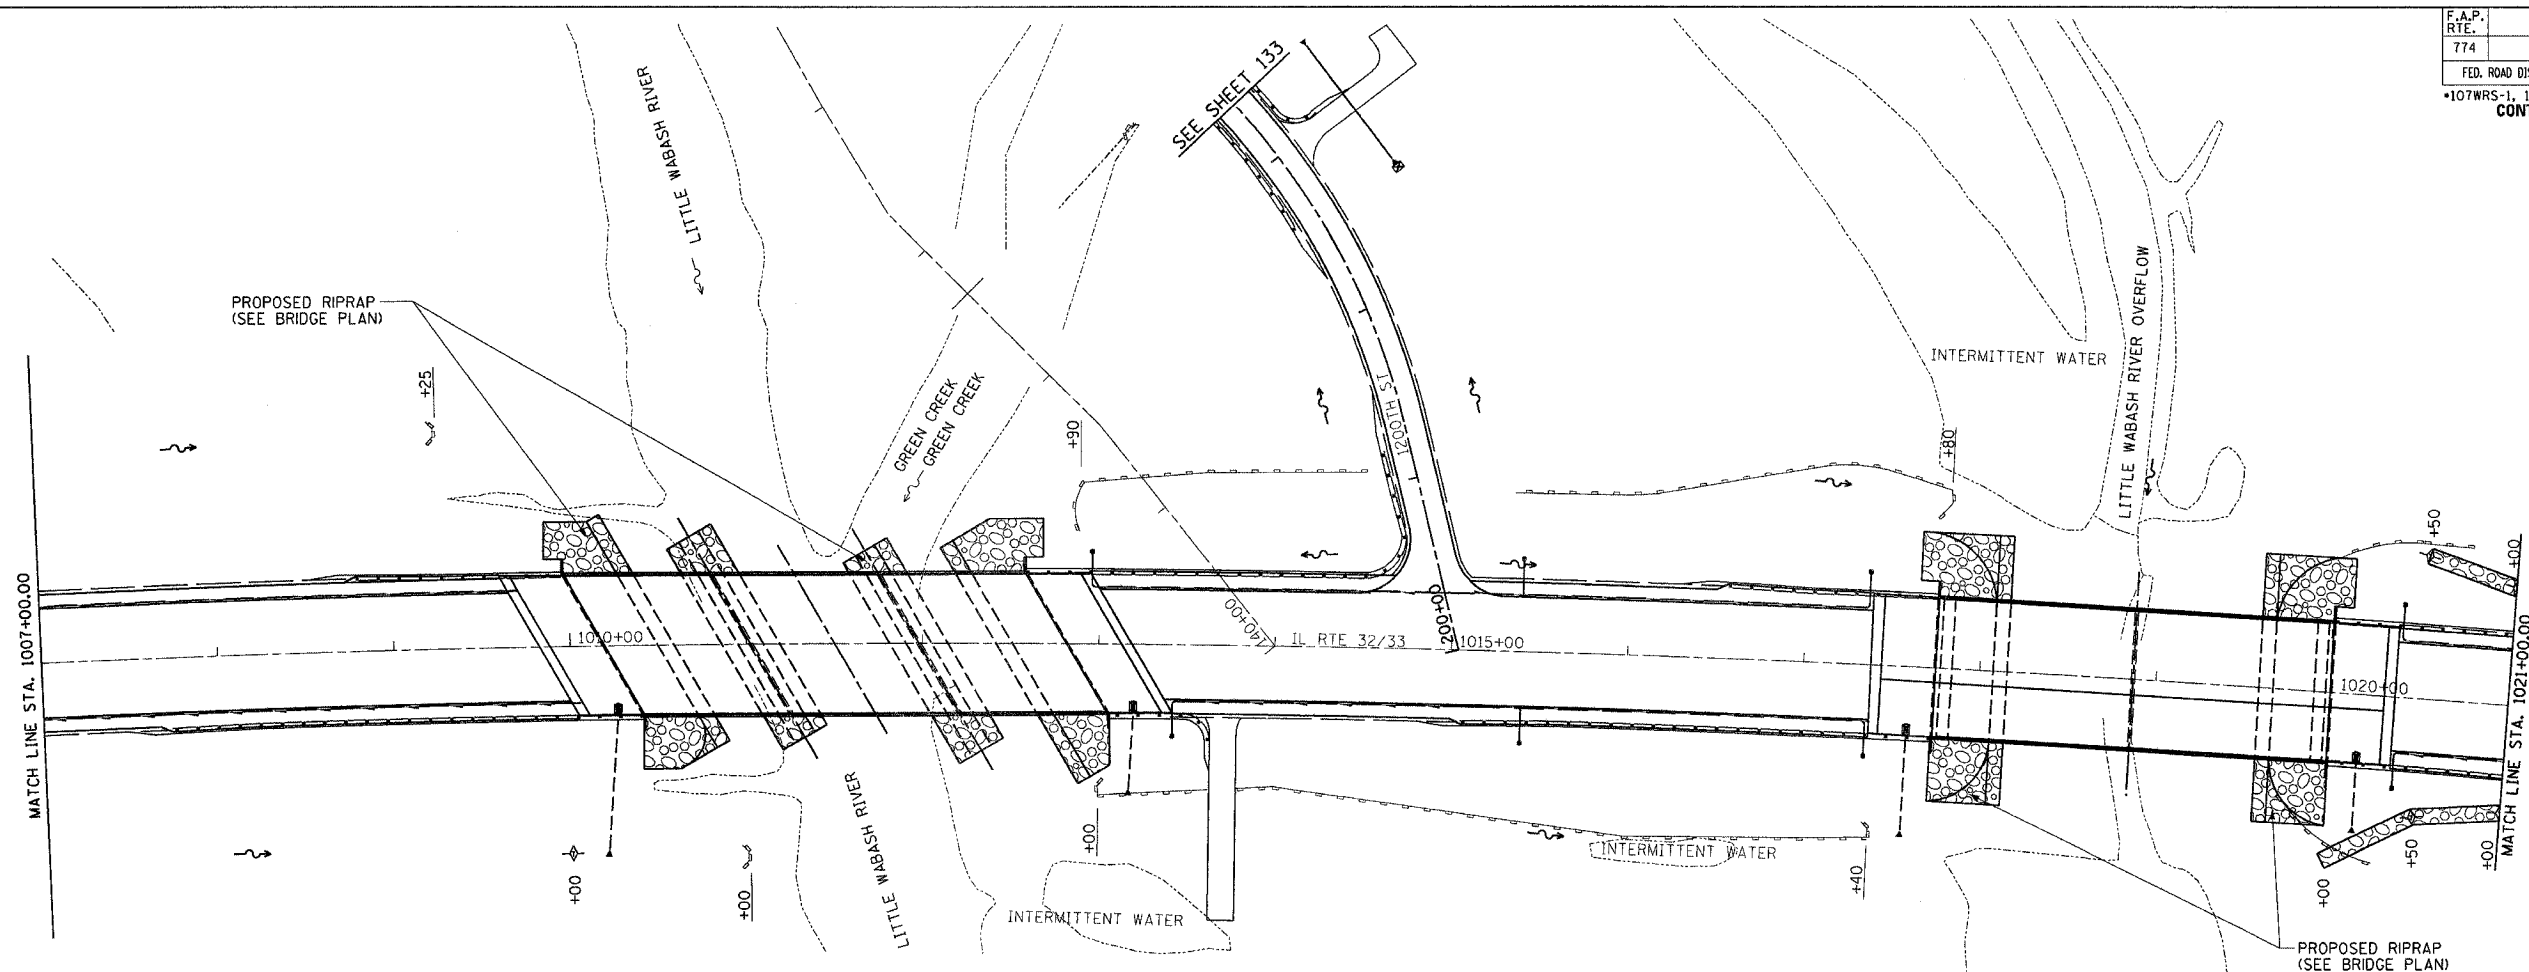 F.A.P.
RTE.
774
FED. ROAD DIS
•107WRS-1, 1
CONT
SEE SHEET 133
LITTLE WABASH RIVER
LITTLE WABASH RIVER OVERFLOW
PROPOSED RIPRAP
(SEE BRIDGE PLAN)
INTERMITTENT WATER
+25
GREEN CREEK
GREEN CREEK
1200TH ST
+90
+80
+50
+00
MATCH LINE STA. 1007+00.00
1010+00
140+00
IL RTE 32/33
200+00
1015+00
1020+00
MATCH LINE STA. 1021+00.00
+00
+00
LITTLE WABASH RIVER
+00
INTERMITTENT WATER
INTERMITTENT WATER
+40
+00
+50
+00
PROPOSED RIPRAP
(SEE BRIDGE PLAN)